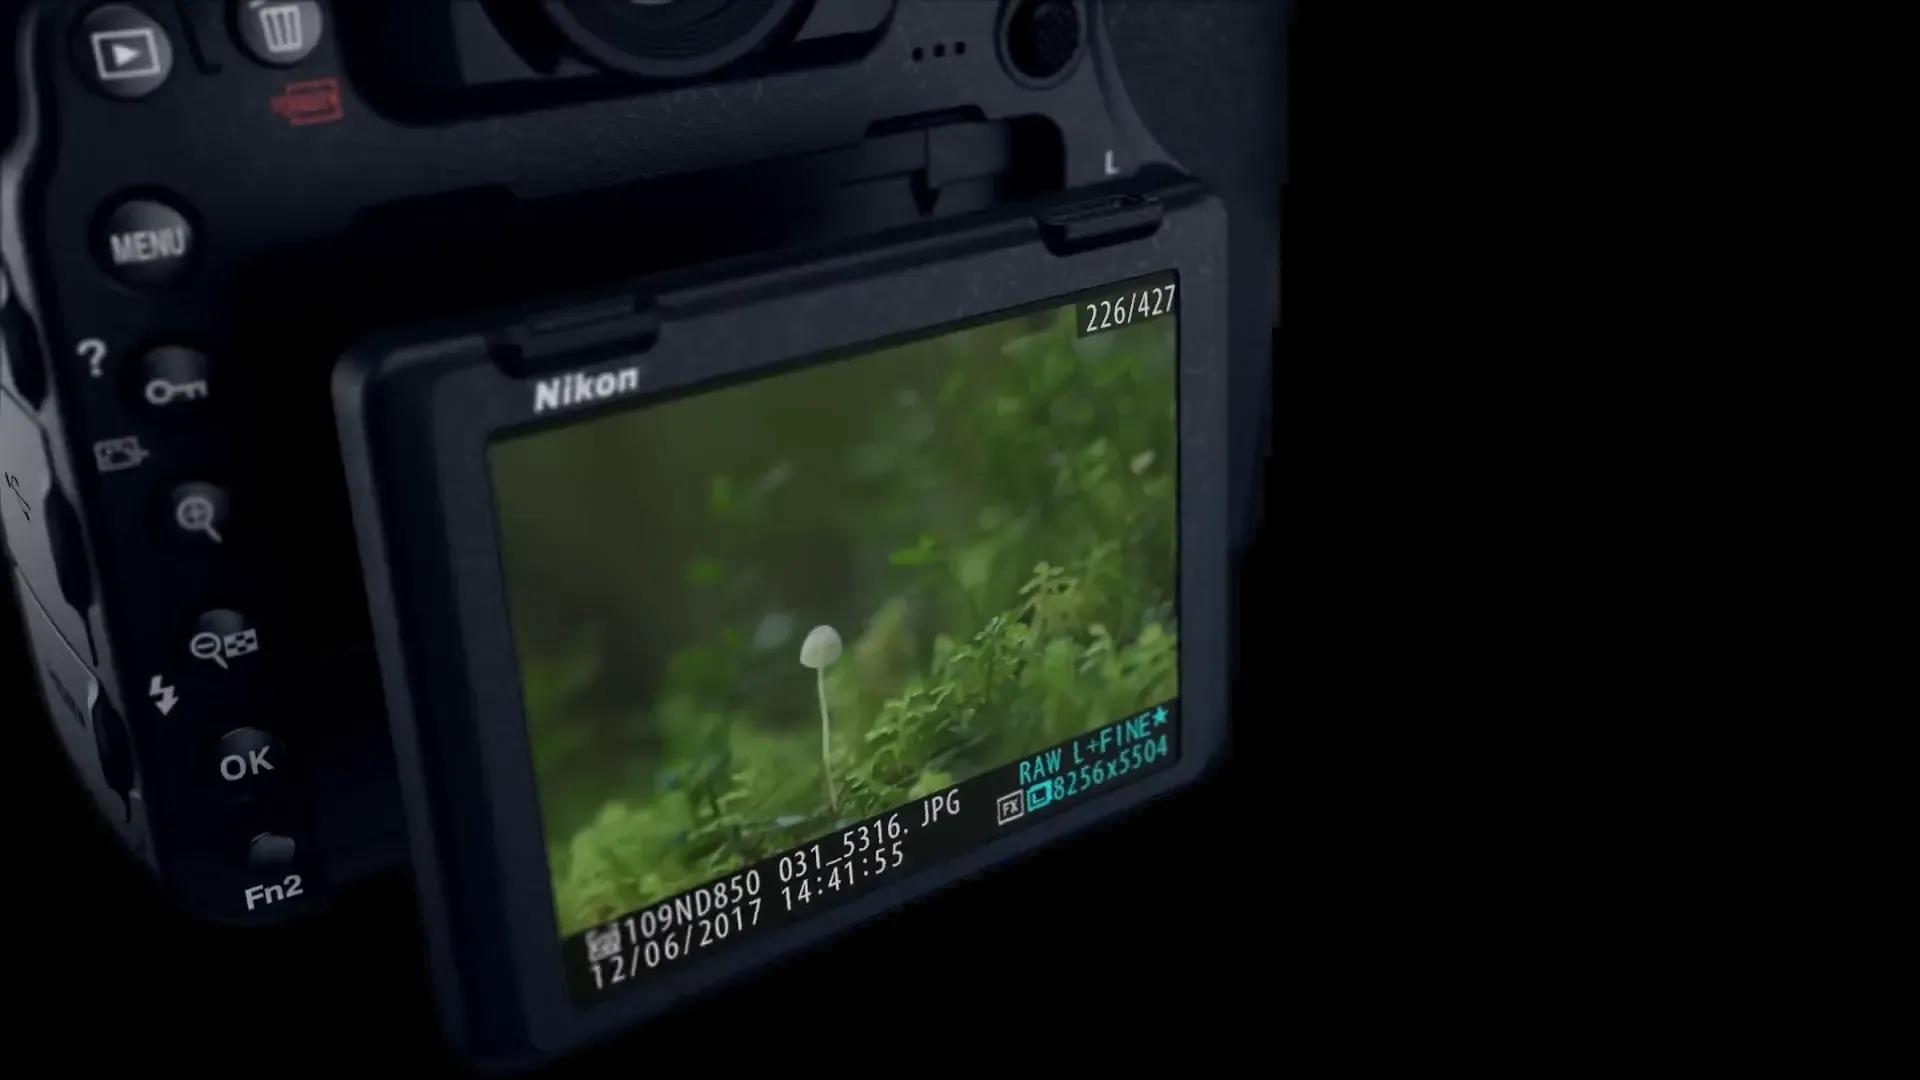 MENU
?
L
226/427
Nikon
RAW L+FINE★
FX L 8256x5504
OK
109ND850 031_5316. JPG
12/06/2017 14:41:55
Fn2